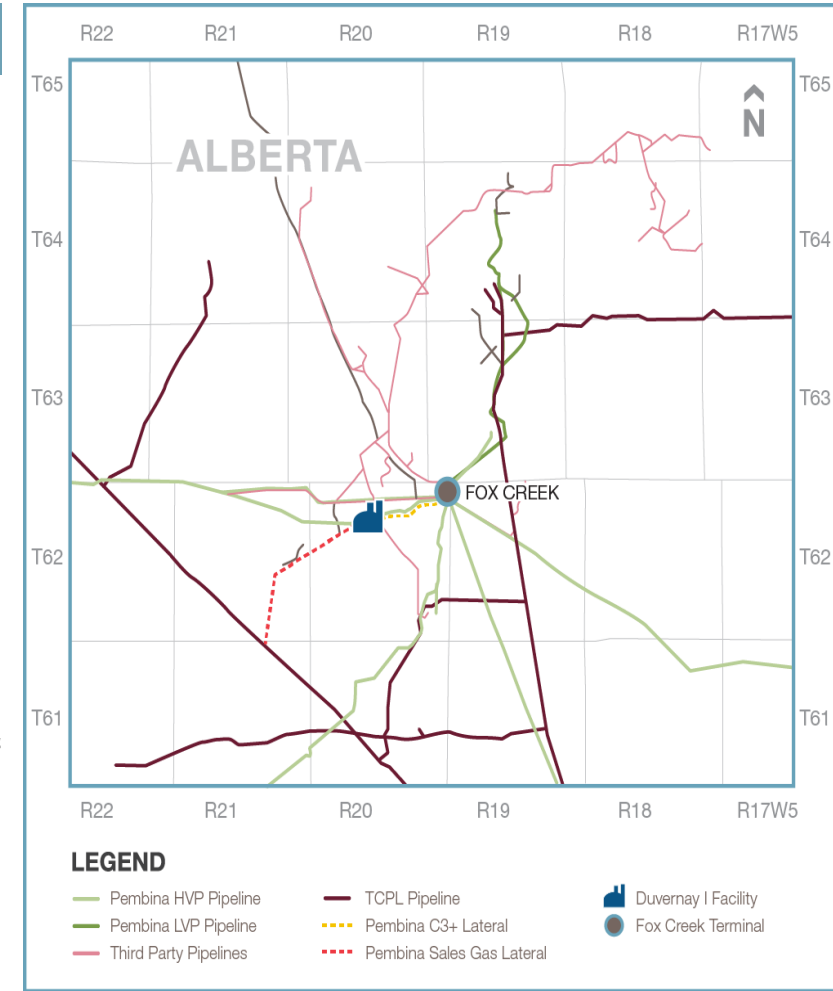 R22 R21 R20 R19 R18 R17W5
T65 T65
N
ALBERTA
T64 T64
T63 T63
FOX CREEK
T62 T62
T61 T61
R22 R21 R20 R19 R18 R17W5
LEGEND
Pembina HVP Pipeline TCPL Pipeline Duvernay I Facility
Pembina LVP Pipeline Pembina C3+ Lateral Fox Creek Terminal
Third Party Pipelines Pembina Sales Gas Lateral